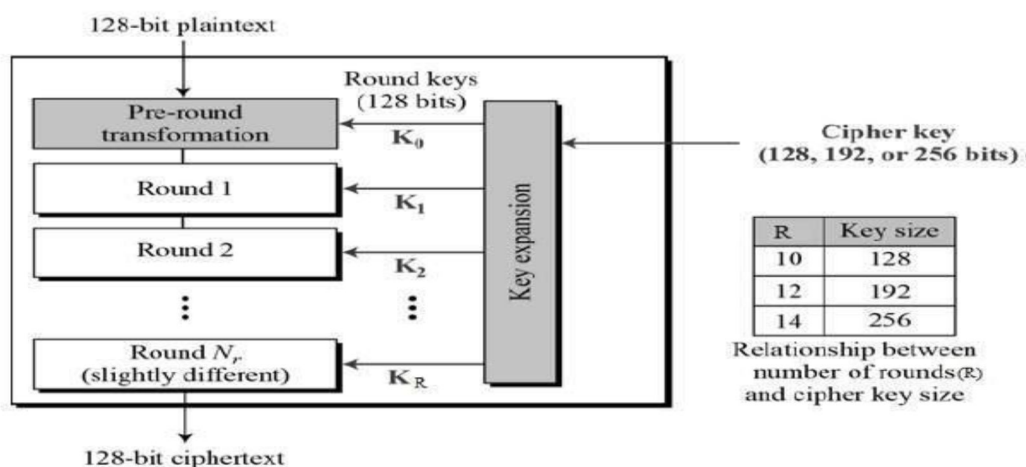 128-bit plaintext
Round keys
(128 bits)
Pre-round
transformation
K0
Cipher key
(128, 192, or 256 bits)
Round 1
K1
Round 2
K2
Key expansion
R Key size
10 128
12 192
14 256
Relationship between
number of rounds(R)
and cipher key size
Round Nr
(slightly different)
KR
128-bit ciphertext